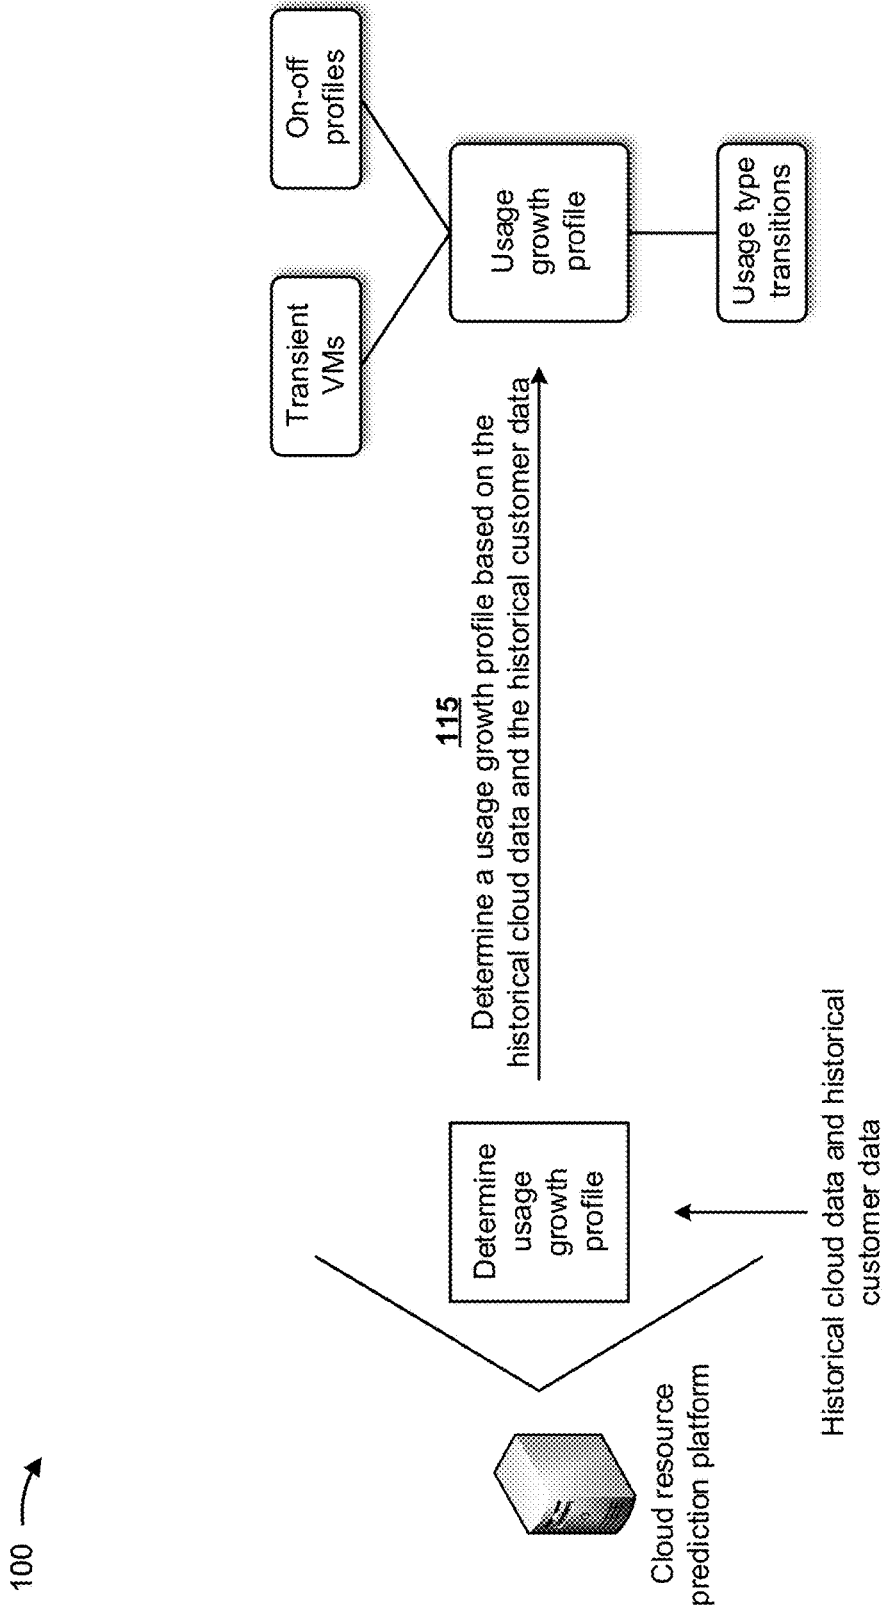 100
Cloud resource
prediction platform
Determine
usage
growth
profile
Historical cloud data and historical
customer data
115
Determine a usage growth profile based on the
historical cloud data and the historical customer data
Transient
VMs
On-off
profiles
Usage
growth
profile
Usage type
transitions